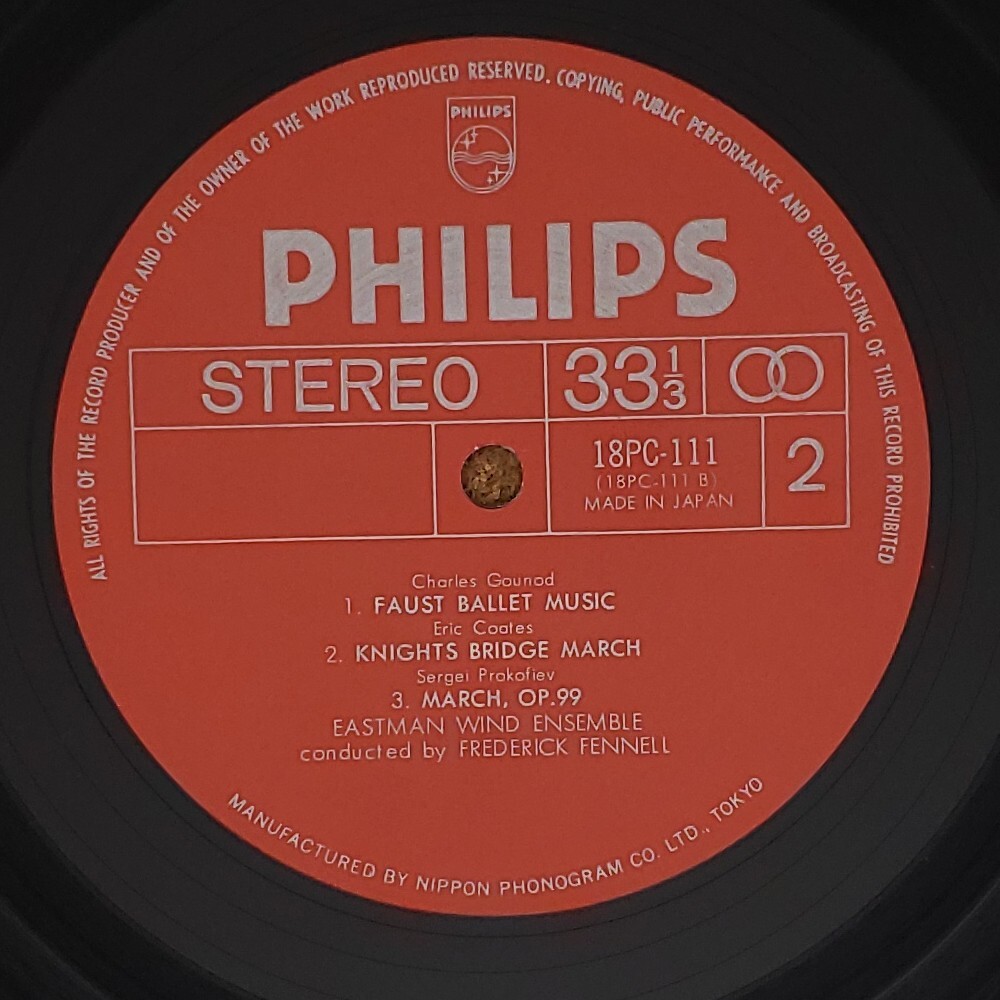 ALL RIGHTS OF THE RECORD PRODUCER AND OF THE OWNER OF THE WORK REPRODUCED RESERVED. COPYING, PUBLIC PERFORMANCE AND BROADCASTING OF THIS RECORD PROHIBITED
PHILIPS
PHILIPS
STEREO 33 1/3
18PC-111 2
(18PC-111 B)
MADE IN JAPAN
Charles Gounod
1. FAUST BALLET MUSIC
Eric Coates
2. KNIGHTS BRIDGE MARCH
Sergei Prokofiev
3. MARCH, OP.99
EASTMAN WIND ENSEMBLE
conducted by FREDERICK FENNELL
MANUFACTURED BY NIPPON PHONOGRAM CO. LTD., TOKYO